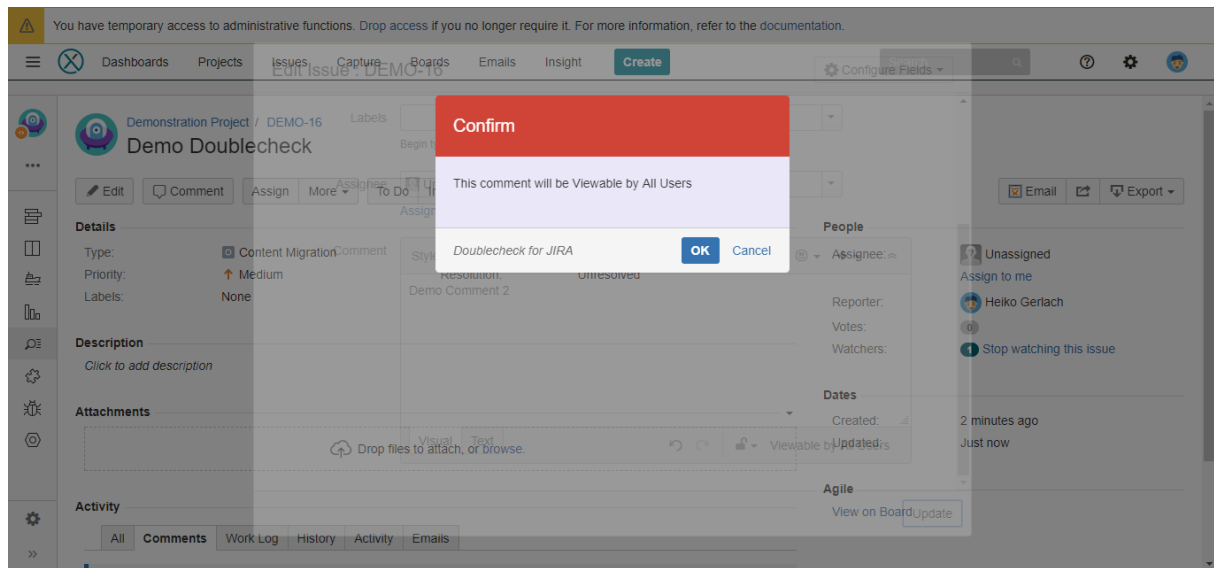 You have temporary access to administrative functions. Drop access if you no longer require it. For more information, refer to the documentation.
Dashboards Projects Issues Capture Boards Emails Insight Create Search
Edit Issue : DEMO-16 Configure Fields
Demonstration Project / DEMO-16 Labels
Demo Doublecheck
Confirm
This comment will be Viewable by All Users
Doublecheck for JIRA OK Cancel
Edit Comment Assign More To Do Email Export
Assignee
Details
People
Type: Content Migration
Comment
Assignee: Unassigned
Priority: Medium
Resolution: Unresolved
Assign to me
Labels: None
Demo Comment 2
Reporter: Heiko Gerlach
Votes: 0
Description
Watchers: 1 Stop watching this issue
Click to add description
Dates
Attachments
Created: 2 minutes ago
Drop files to attach, or browse.
Visual Text
Viewable by All Users
Updated: Just now
Agile
Activity
View on Board
Update
All Comments Work Log History Activity Emails